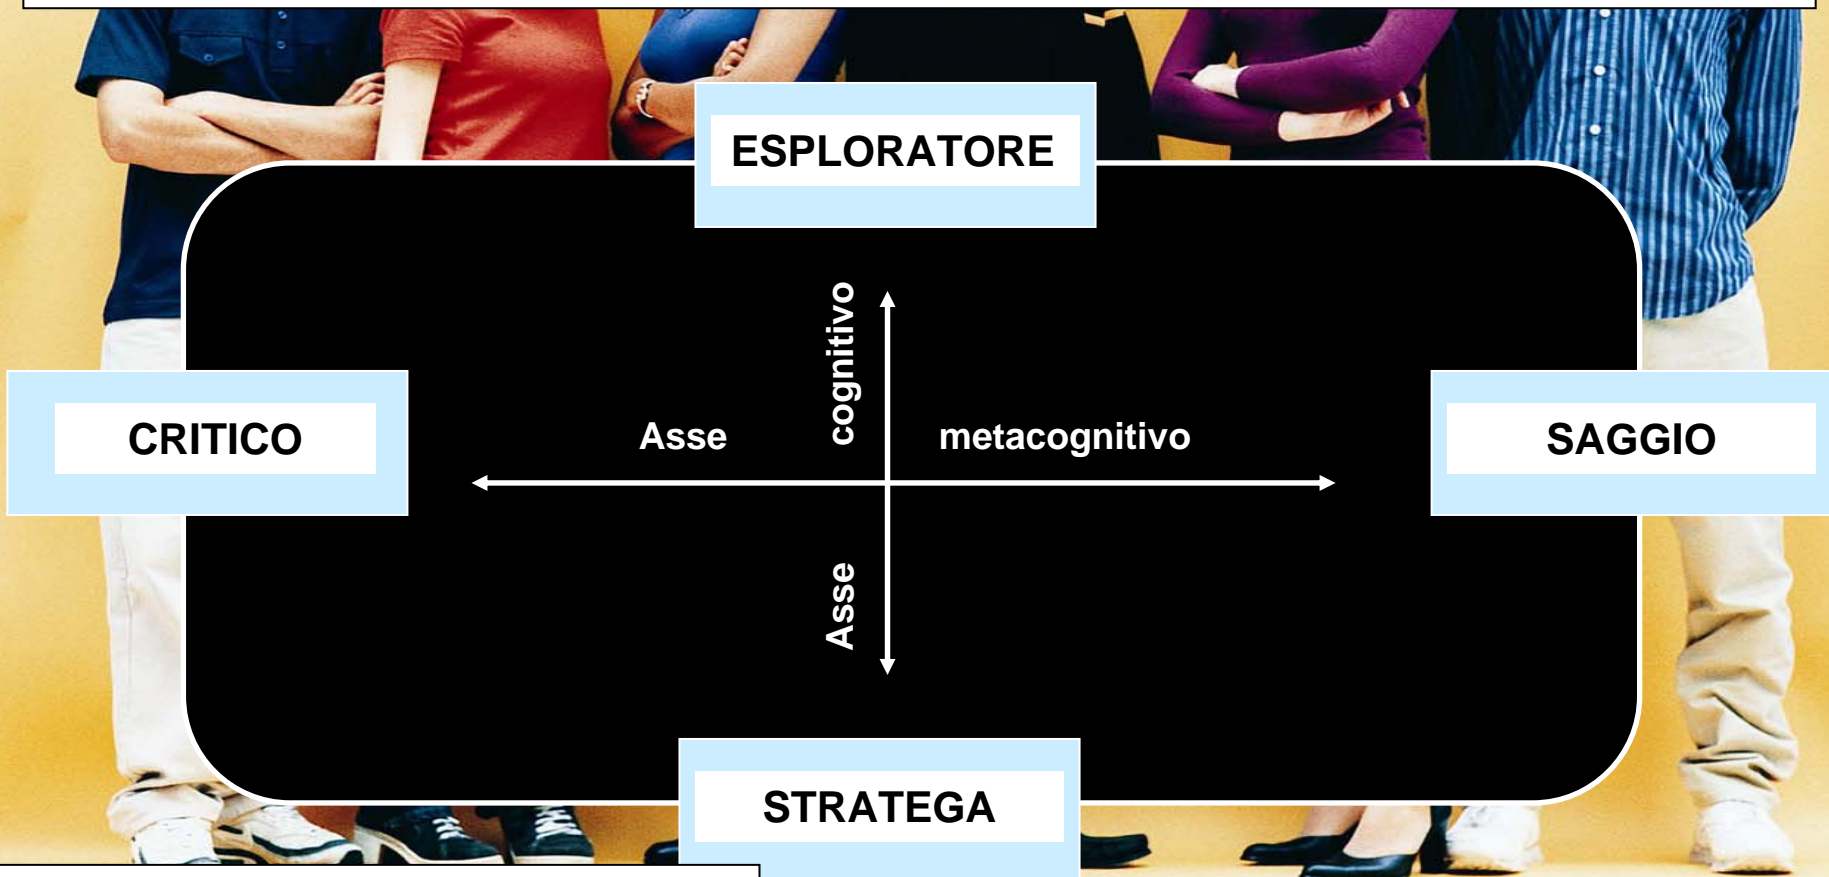 ESPLORATORE
cognitivo
CRITICO
Asse metacognitivo
SAGGIO
Asse
STRATEGA